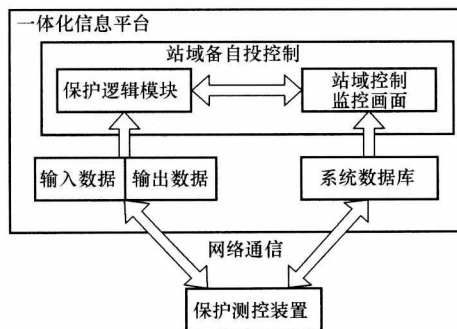 一体化信息平台
站域备自投控制
保护逻辑模块
站域控制
监控画面
输入数据
输出数据
系统数据库
网络通信
保护测控装置